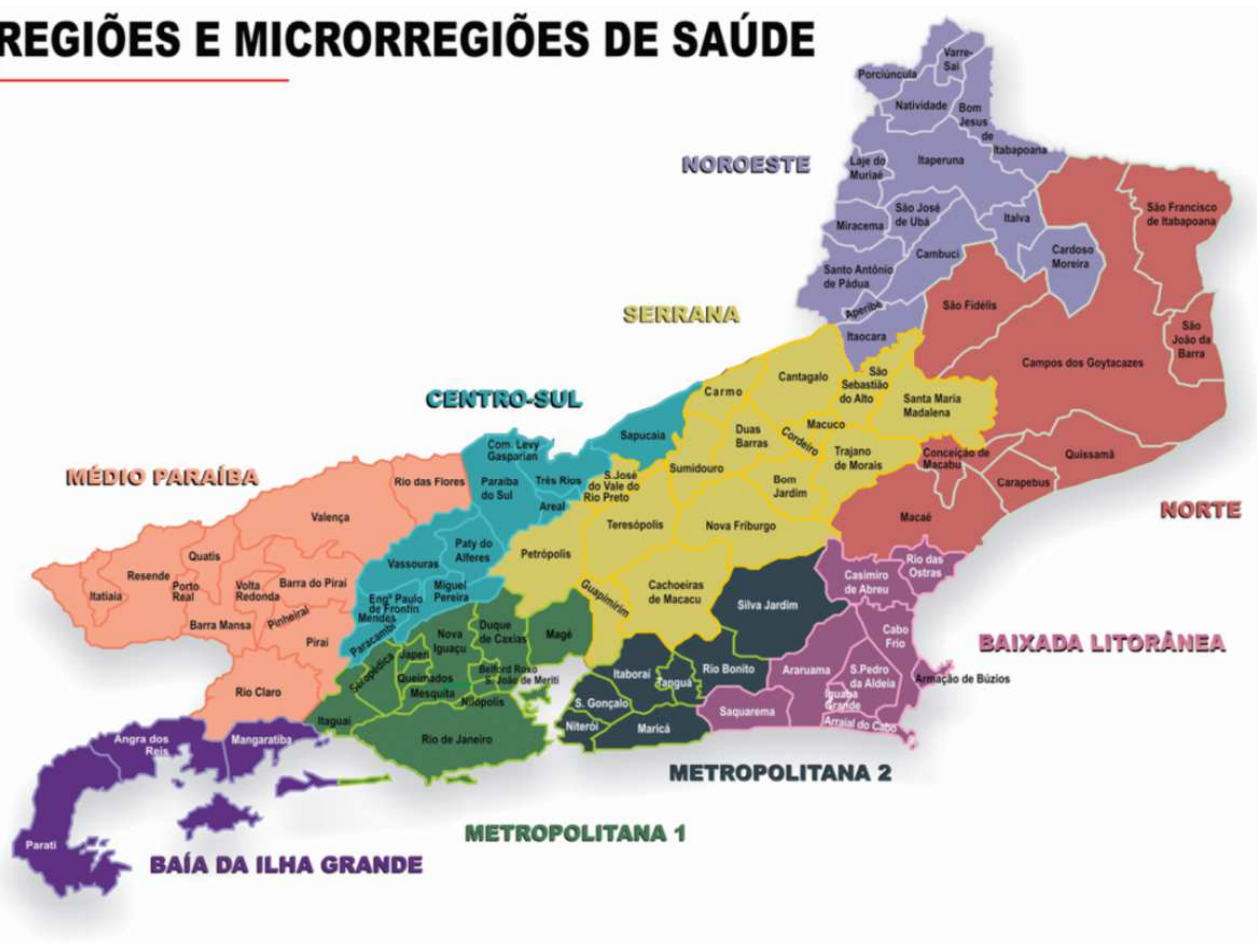 REGIÕES E MICRORREGIÕES DE SAÚDE
Varre-
Sai
Porciúncula
Natividade
Bom
Jesus
de
Itabapoana
NOROESTE
Laje do
Muriaé
Itaperuna
São José
de Ubá
Italva
Miracema
Cambuci
Cardoso
Moreira
Santo Antônio
de Pádua
Aperibé
Itaocara
São Francisco
de Itabapoana
São Fidélis
São
João da
Barra
Campos dos Goytacazes
SERRANA
Cantagalo
São
Sebastião
do Alto
Carmo
Santa Maria
Madalena
Macuco
Duas
Barras
Cordeiro
Trajano
de Morais
Sumidouro
Bom
Jardim
S.José
do Vale do
Rio Preto
Teresópolis
Nova Friburgo
Petrópolis
Guapimirim
Cachoeiras
de Macacu
Conceição de
Macabu
Quissamã
Carapebus
Macaé
NORTE
CENTRO-SUL
Sapucaia
Com. Levy
Gasparian
Três Rios
Paraíba
do Sul
Areal
Paty do
Alferes
Vassouras
Miguel
Pereira
Engº Paulo
de Frontin
Mendes
Paracambi
MÉDIO PARAÍBA
Rio das Flores
Valença
Quatis
Resende
Itatiaia
Porto
Real
Volta
Redonda
Barra do Piraí
Barra Mansa
Pinheiral
Piraí
Rio Claro
Rio das
Ostras
Casimiro
de Abreu
Cabo
Frio
BAIXADA LITORÂNEA
Araruama
S.Pedro
da Aldeia
Armação de Búzios
Iguaba
Grande
Saquarema
Arraial do Cabo
Silva Jardim
Rio Bonito
Itaboraí
Tanguá
S. Gonçalo
Niterói
Maricá
METROPOLITANA 2
Duque
de Caxias
Magé
Nova
Iguaçu
Japeri
Seropédica
Queimados
Belford Roxo
S. João de Meriti
Mesquita
Nilópolis
Itaguaí
Rio de Janeiro
METROPOLITANA 1
Angra dos
Reis
Mangaratiba
Parati
BAÍA DA ILHA GRANDE